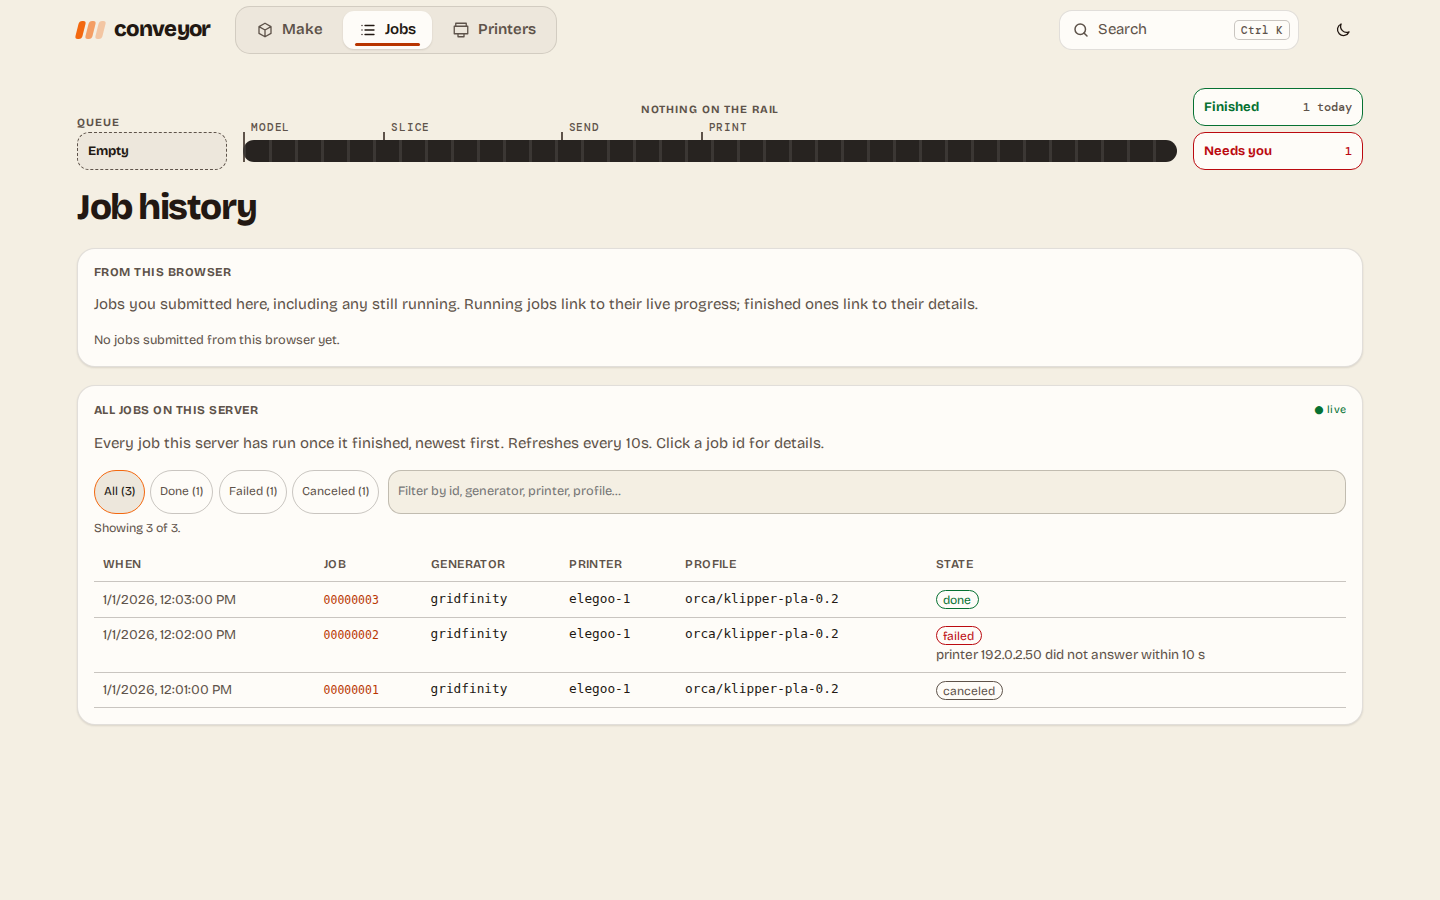 conveyor
Make
Jobs
Printers
Search
Ctrl K
QUEUE
Empty
NOTHING ON THE RAIL
MODEL
SLICE
SEND
PRINT
Finished 1 today
Needs you 1
Job history
FROM THIS BROWSER
Jobs you submitted here, including any still running. Running jobs link to their live progress; finished ones link to their details.
No jobs submitted from this browser yet.
ALL JOBS ON THIS SERVER
live
Every job this server has run once it finished, newest first. Refreshes every 10s. Click a job id for details.
All (3) Done (1) Failed (1) Canceled (1) Filter by id, generator, printer, profile...
Showing 3 of 3.
WHEN JOB GENERATOR PRINTER PROFILE STATE
1/1/2026, 12:03:00 PM 00000003 gridfinity elegoo-1 orca/klipper-pla-0.2 done
1/1/2026, 12:02:00 PM 00000002 gridfinity elegoo-1 orca/klipper-pla-0.2 failed
printer 192.0.2.50 did not answer within 10 s
1/1/2026, 12:01:00 PM 00000001 gridfinity elegoo-1 orca/klipper-pla-0.2 canceled